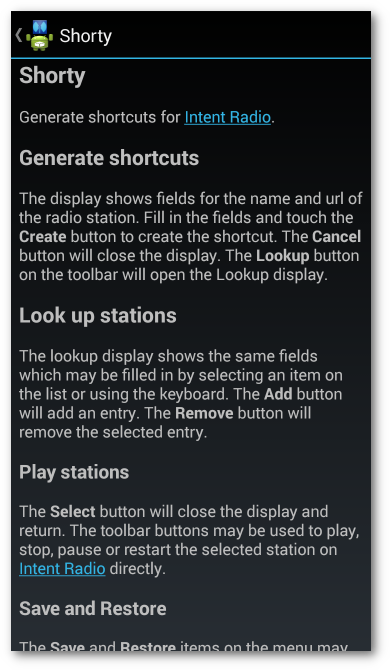 Shorty
Shorty
Generate shortcuts for Intent Radio.
Generate shortcuts
The display shows fields for the name and url of
the radio station. Fill in the fields and touch the
Create button to create the shortcut. The Cancel
button will close the display. The Lookup button
on the toolbar will open the Lookup display.
Look up stations
The lookup display shows the same fields
which may be filled in by selecting an item on
the list or using the keyboard. The Add button
will add an entry. The Remove button will
remove the selected entry.
Play stations
The Select button will close the display and
return. The toolbar buttons may be used to play,
stop, pause or restart the selected station on
Intent Radio directly.
Save and Restore
The Save and Restore items on the menu may